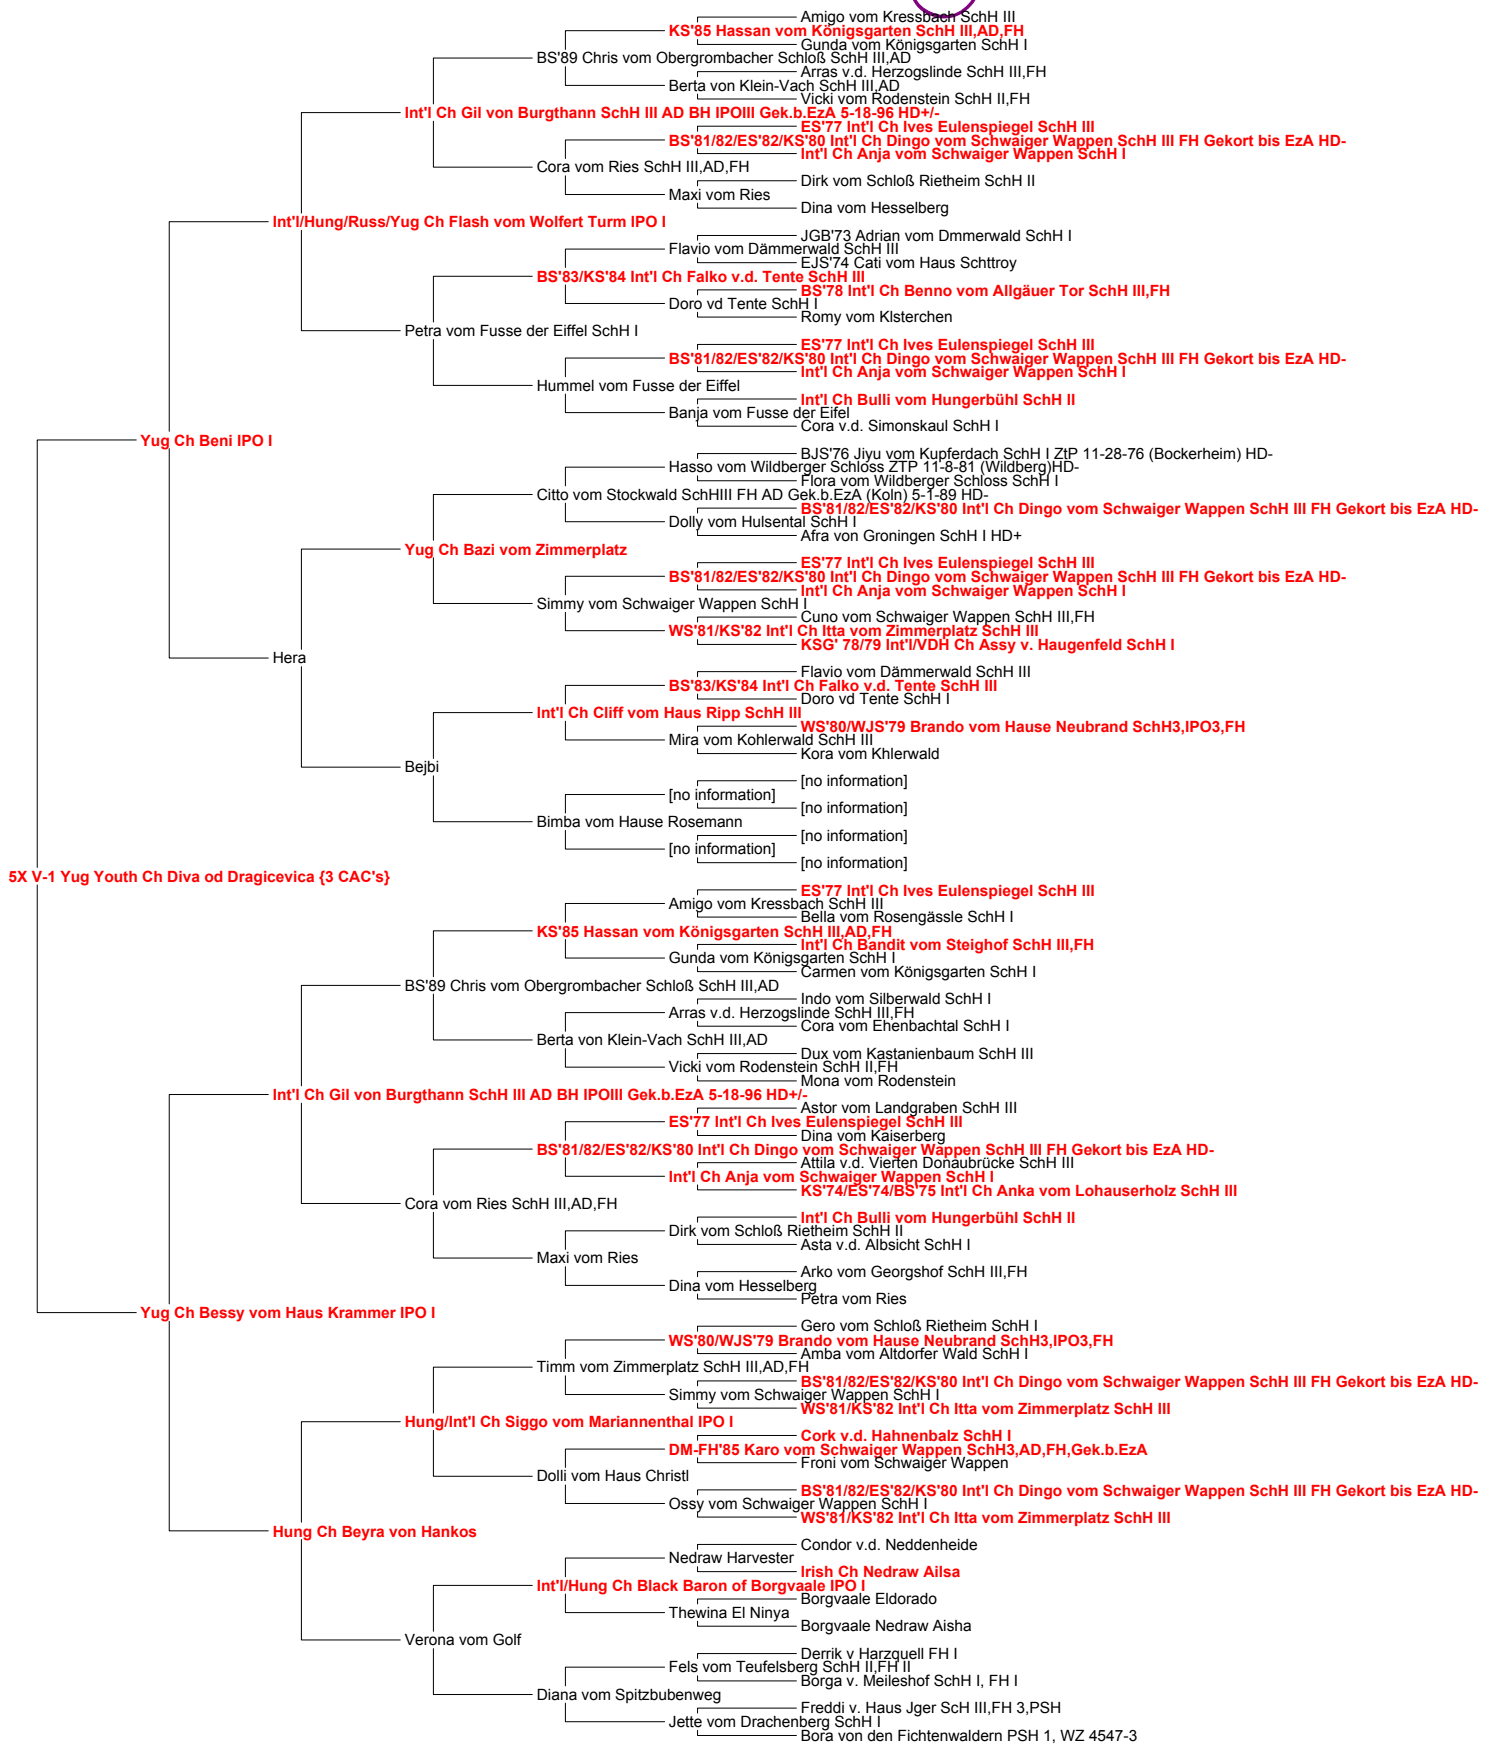 Amigo vom Kressbach SchH III
KS'85 Hassan vom Königsgarten SchH III,AD,FH
Gunda vom Königsgarten SchH I
BS'89 Chris vom Obergrombacher Schloß SchH III,AD
Arras v.d. Herzogslinde SchH III,FH
Berta von Klein-Vach SchH III,AD
Vicki vom Rodenstein SchH II,FH
Int'l Ch Gil von Burgthann SchH III AD BH IPOIII Gek.b.EzA 5-18-96 HD+/-
ES'77 Int'l Ch Ives Eulenspiegel SchH III
BS'81/82/ES'82/KS'80 Int'l Ch Dingo vom Schwaiger Wappen SchH III FH Gekort bis EzA HD-
Int'l Ch Anja vom Schwaiger Wappen SchH I
Cora vom Ries SchH III,AD,FH
Dirk vom Schloß Rietheim SchH II
Maxi vom Ries
Dina vom Hesselberg
Int'l/Hung/Russ/Yug Ch Flash vom Wolfert Turm IPO I
JGB'73 Adrian vom Dmmerwald SchH I
Flavio vom Dämmerwald SchH III
EJS'74 Cati vom Haus Schttroy
BS'83/KS'84 Int'l Ch Falko v.d. Tente SchH III
BS'78 Int'l Ch Benno vom Allgäuer Tor SchH III,FH
Doro vd Tente SchH I
Romy vom Klsterchen
Petra vom Fusse der Eiffel SchH I
ES'77 Int'l Ch Ives Eulenspiegel SchH III
BS'81/82/ES'82/KS'80 Int'l Ch Dingo vom Schwaiger Wappen SchH III FH Gekort bis EzA HD-
Int'l Ch Anja vom Schwaiger Wappen SchH I
Hummel vom Fusse der Eiffel
Int'l Ch Bulli vom Hungerbühl SchH II
Banja vom Fusse der Eifel
Cora v.d. Simonskaul SchH I
Yug Ch Beni IPO I
BJS'76 Jiyu vom Kupferdach SchH I ZtP 11-28-76 (Bockerheim) HD-
Hasso vom Wildberger Schloss ZTP 11-8-81 (Wildberg)HD-
Flora vom Wildberger Schloss SchH I
Citto vom Stockwald SchHIII FH AD Gek.b.EzA (Koln) 5-1-89 HD-
BS'81/82/ES'82/KS'80 Int'l Ch Dingo vom Schwaiger Wappen SchH III FH Gekort bis EzA HD-
Dolly vom Hulsental SchH I
Afra von Groningen SchH I HD+
Yug Ch Bazi vom Zimmerplatz
ES'77 Int'l Ch Ives Eulenspiegel SchH III
BS'81/82/ES'82/KS'80 Int'l Ch Dingo vom Schwaiger Wappen SchH III FH Gekort bis EzA HD-
Int'l Ch Anja vom Schwaiger Wappen SchH I
Simmy vom Schwaiger Wappen SchH I
Cuno vom Schwaiger Wappen SchH III,FH
WS'81/KS'82 Int'l Ch Itta vom Zimmerplatz SchH III
KSG' 78/79 Int'l/VDH Ch Assy v. Haugenfeld SchH I
Hera
Flavio vom Dämmerwald SchH III
BS'83/KS'84 Int'l Ch Falko v.d. Tente SchH III
Doro vd Tente SchH I
Int'l Ch Cliff vom Haus Ripp SchH III
WS'80/WJS'79 Brando vom Hause Neubrand SchH3,IPO3,FH
Mira vom Kohlerwald SchH III
Kora vom Khlerwald
Bejbi
[no information]
[no information]
[no information]
Bimba vom Hause Rosemann
[no information]
[no information]
[no information]
5X V-1 Yug Youth Ch Diva od Dragicevica {3 CAC's}
ES'77 Int'l Ch Ives Eulenspiegel SchH III
Amigo vom Kressbach SchH III
Bella vom Rosengässle SchH I
KS'85 Hassan vom Königsgarten SchH III,AD,FH
Int'l Ch Bandit vom Steighof SchH III,FH
Gunda vom Königsgarten SchH I
Carmen vom Königsgarten SchH I
BS'89 Chris vom Obergrombacher Schloß SchH III,AD
Indo vom Silberwald SchH I
Arras v.d. Herzogslinde SchH III,FH
Cora vom Ehenbachtal SchH I
Berta von Klein-Vach SchH III,AD
Dux vom Kastanienbaum SchH III
Vicki vom Rodenstein SchH II,FH
Mona vom Rodenstein
Int'l Ch Gil von Burgthann SchH III AD BH IPOIII Gek.b.EzA 5-18-96 HD+/-
Astor vom Landgraben SchH III
ES'77 Int'l Ch Ives Eulenspiegel SchH III
Dina vom Kaiserberg
BS'81/82/ES'82/KS'80 Int'l Ch Dingo vom Schwaiger Wappen SchH III FH Gekort bis EzA HD-
Attila v.d. Vierten Donaubrücke SchH III
Int'l Ch Anja vom Schwaiger Wappen SchH I
KS'74/ES'74/BS'75 Int'l Ch Anka vom Lohauserholz SchH III
Cora vom Ries SchH III,AD,FH
Int'l Ch Bulli vom Hungerbühl SchH II
Dirk vom Schloß Rietheim SchH II
Asta v.d. Albsicht SchH I
Maxi vom Ries
Arko vom Georgshof SchH III,FH
Dina vom Hesselberg
Petra vom Ries
Yug Ch Bessy vom Haus Krammer IPO I
Gero vom Schloß Rietheim SchH I
WS'80/WJS'79 Brando vom Hause Neubrand SchH3,IPO3,FH
Amba vom Altdorfer Wald SchH I
Timm vom Zimmerplatz SchH III,AD,FH
BS'81/82/ES'82/KS'80 Int'l Ch Dingo vom Schwaiger Wappen SchH III FH Gekort bis EzA HD-
Simmy vom Schwaiger Wappen SchH I
WS'81/KS'82 Int'l Ch Itta vom Zimmerplatz SchH III
Hung/Int'l Ch Siggo vom Mariannenthal IPO I
Cork v.d. Hahnenbalz SchH I
DM-FH'85 Karo vom Schwaiger Wappen SchH3,AD,FH,Gek.b.EzA
Froni vom Schwaiger Wappen
Dolli vom Haus Christl
BS'81/82/ES'82/KS'80 Int'l Ch Dingo vom Schwaiger Wappen SchH III FH Gekort bis EzA HD-
Ossy vom Schwaiger Wappen SchH I
WS'81/KS'82 Int'l Ch Itta vom Zimmerplatz SchH III
Hung Ch Beyra von Hankos
Condor v.d. Neddenheide
Nedraw Harvester
Irish Ch Nedraw Ailsa
Int'l/Hung Ch Black Baron of Borgvaale IPO I
Borgvaale Eldorado
Thewina El Ninya
Borgvaale Nedraw Aisha
Verona vom Golf
Derrik v Harzquell FH I
Fels vom Teufelsberg SchH II,FH II
Borga v. Meileshof SchH I, FH I
Diana vom Spitzbubenweg
Freddi v. Haus Jger ScH III,FH 3,PSH
Jette vom Drachenberg SchH I
Bora von den Fichtenwaldern PSH 1, WZ 4547-3